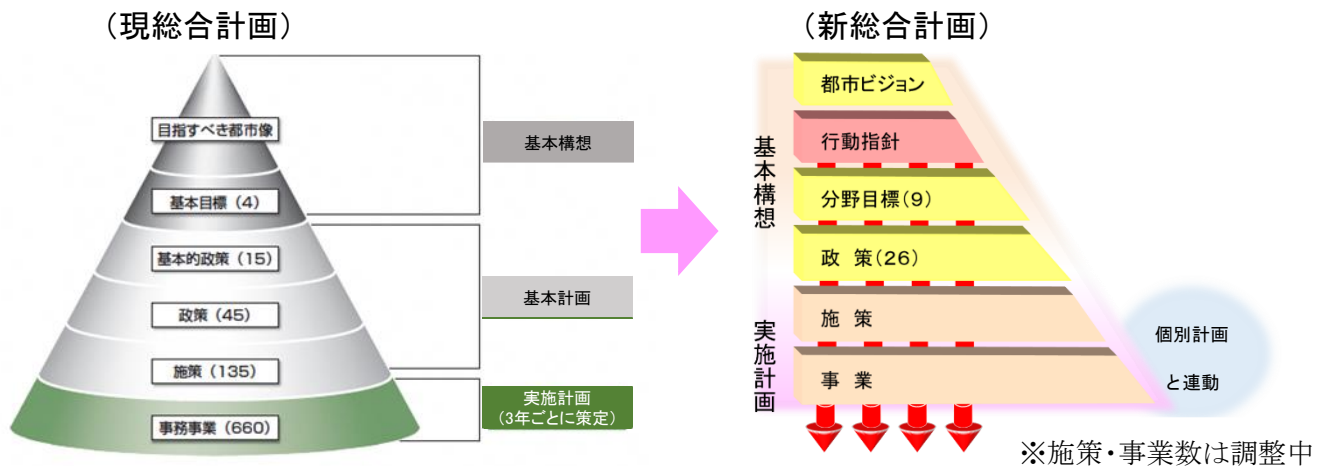 （現総合計画）
目指すべき都市像
基本目標（4）
基本的政策（15）
政策（45）
施策（135）
事務事業（660）
基本構想
基本計画
実施計画
（3年ごとに策定）
（新総合計画）
基本構想
実施計画
都市ビジョン
行動指針
分野目標（9）
政　策（26）
施　策
事　業
個別計画
と連動
※施策・事業数は調整中